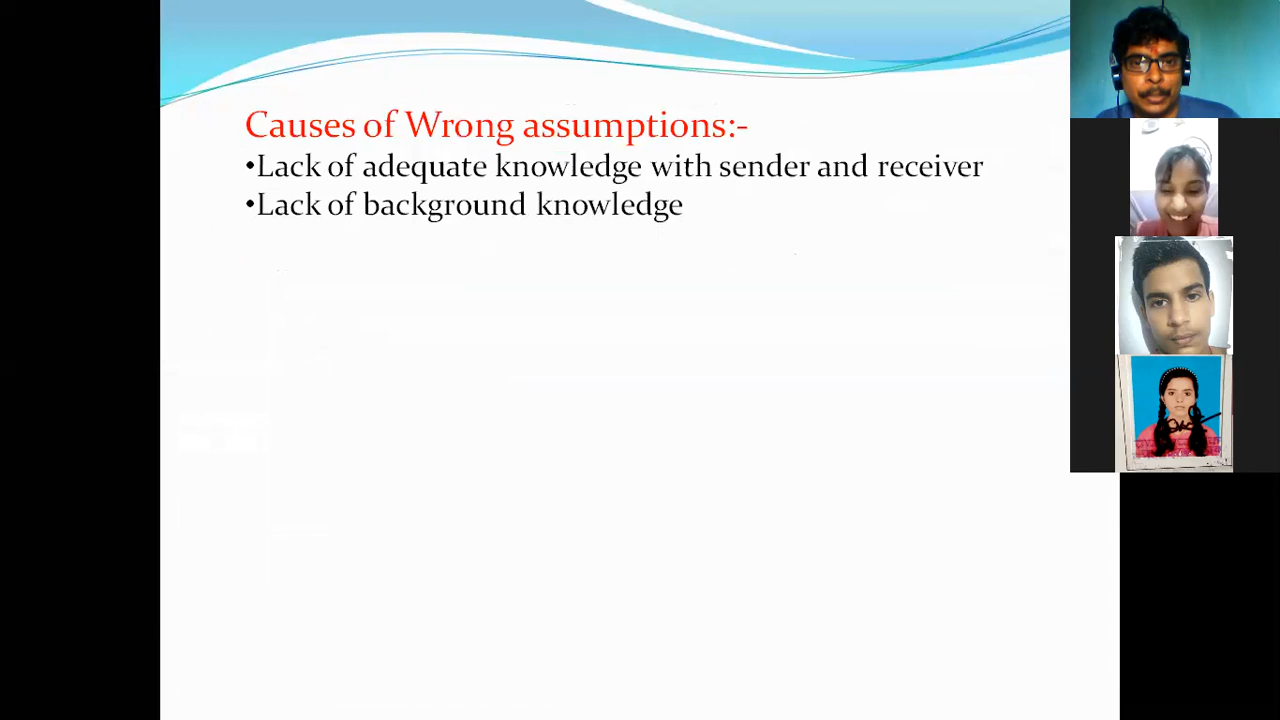 Causes of Wrong assumptions:-
•Lack of adequate knowledge with sender and receiver
•Lack of background knowledge